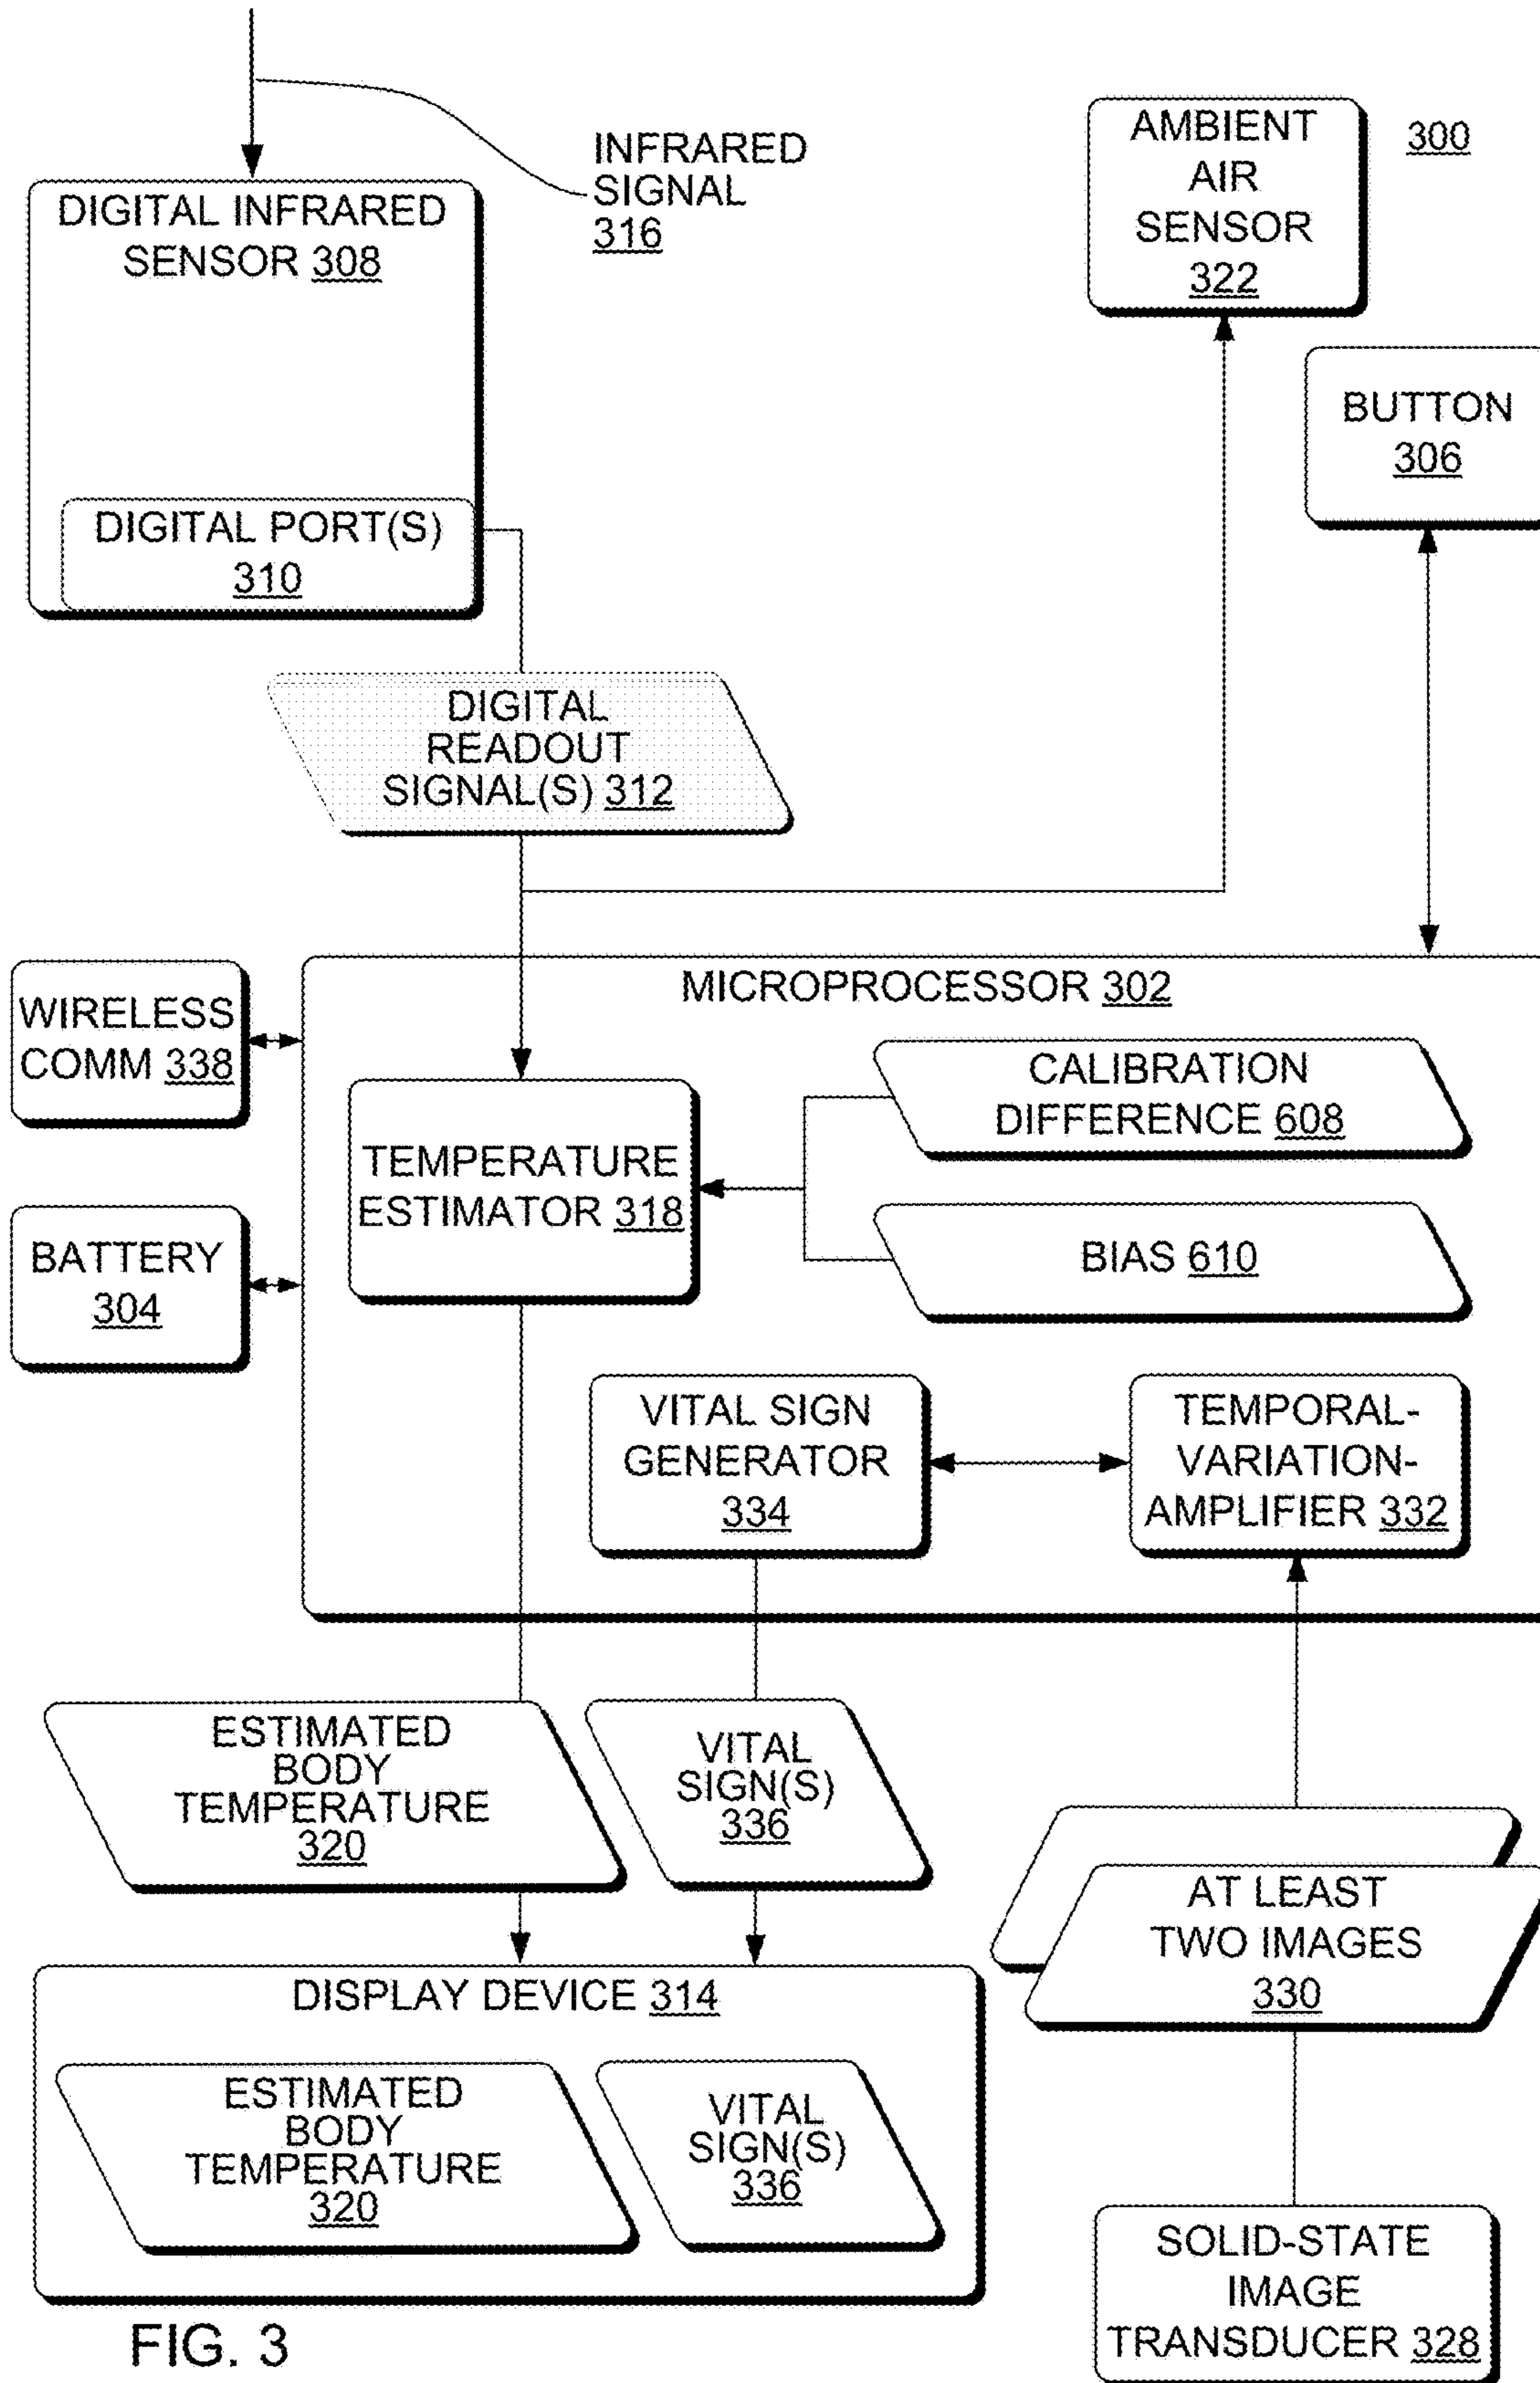 INFRARED
SIGNAL
316
AMBIENT
AIR
SENSOR
322
300
DIGITAL INFRARED
SENSOR 308
BUTTON
306
DIGITAL PORT(S)
310
DIGITAL
READOUT
SIGNAL(S) 312
MICROPROCESSOR 302
WIRELESS
COMM 338
CALIBRATION
DIFFERENCE 608
TEMPERATURE
ESTIMATOR 318
BIAS 610
BATTERY
304
VITAL SIGN
GENERATOR
334
TEMPORAL-
VARIATION-
AMPLIFIER 332
ESTIMATED
BODY
TEMPERATURE
320
VITAL
SIGN(S)
336
AT LEAST
TWO IMAGES
330
DISPLAY DEVICE 314
ESTIMATED
BODY
TEMPERATURE
320
VITAL
SIGN(S)
336
SOLID-STATE
IMAGE
TRANSDUCER 328
FIG. 3